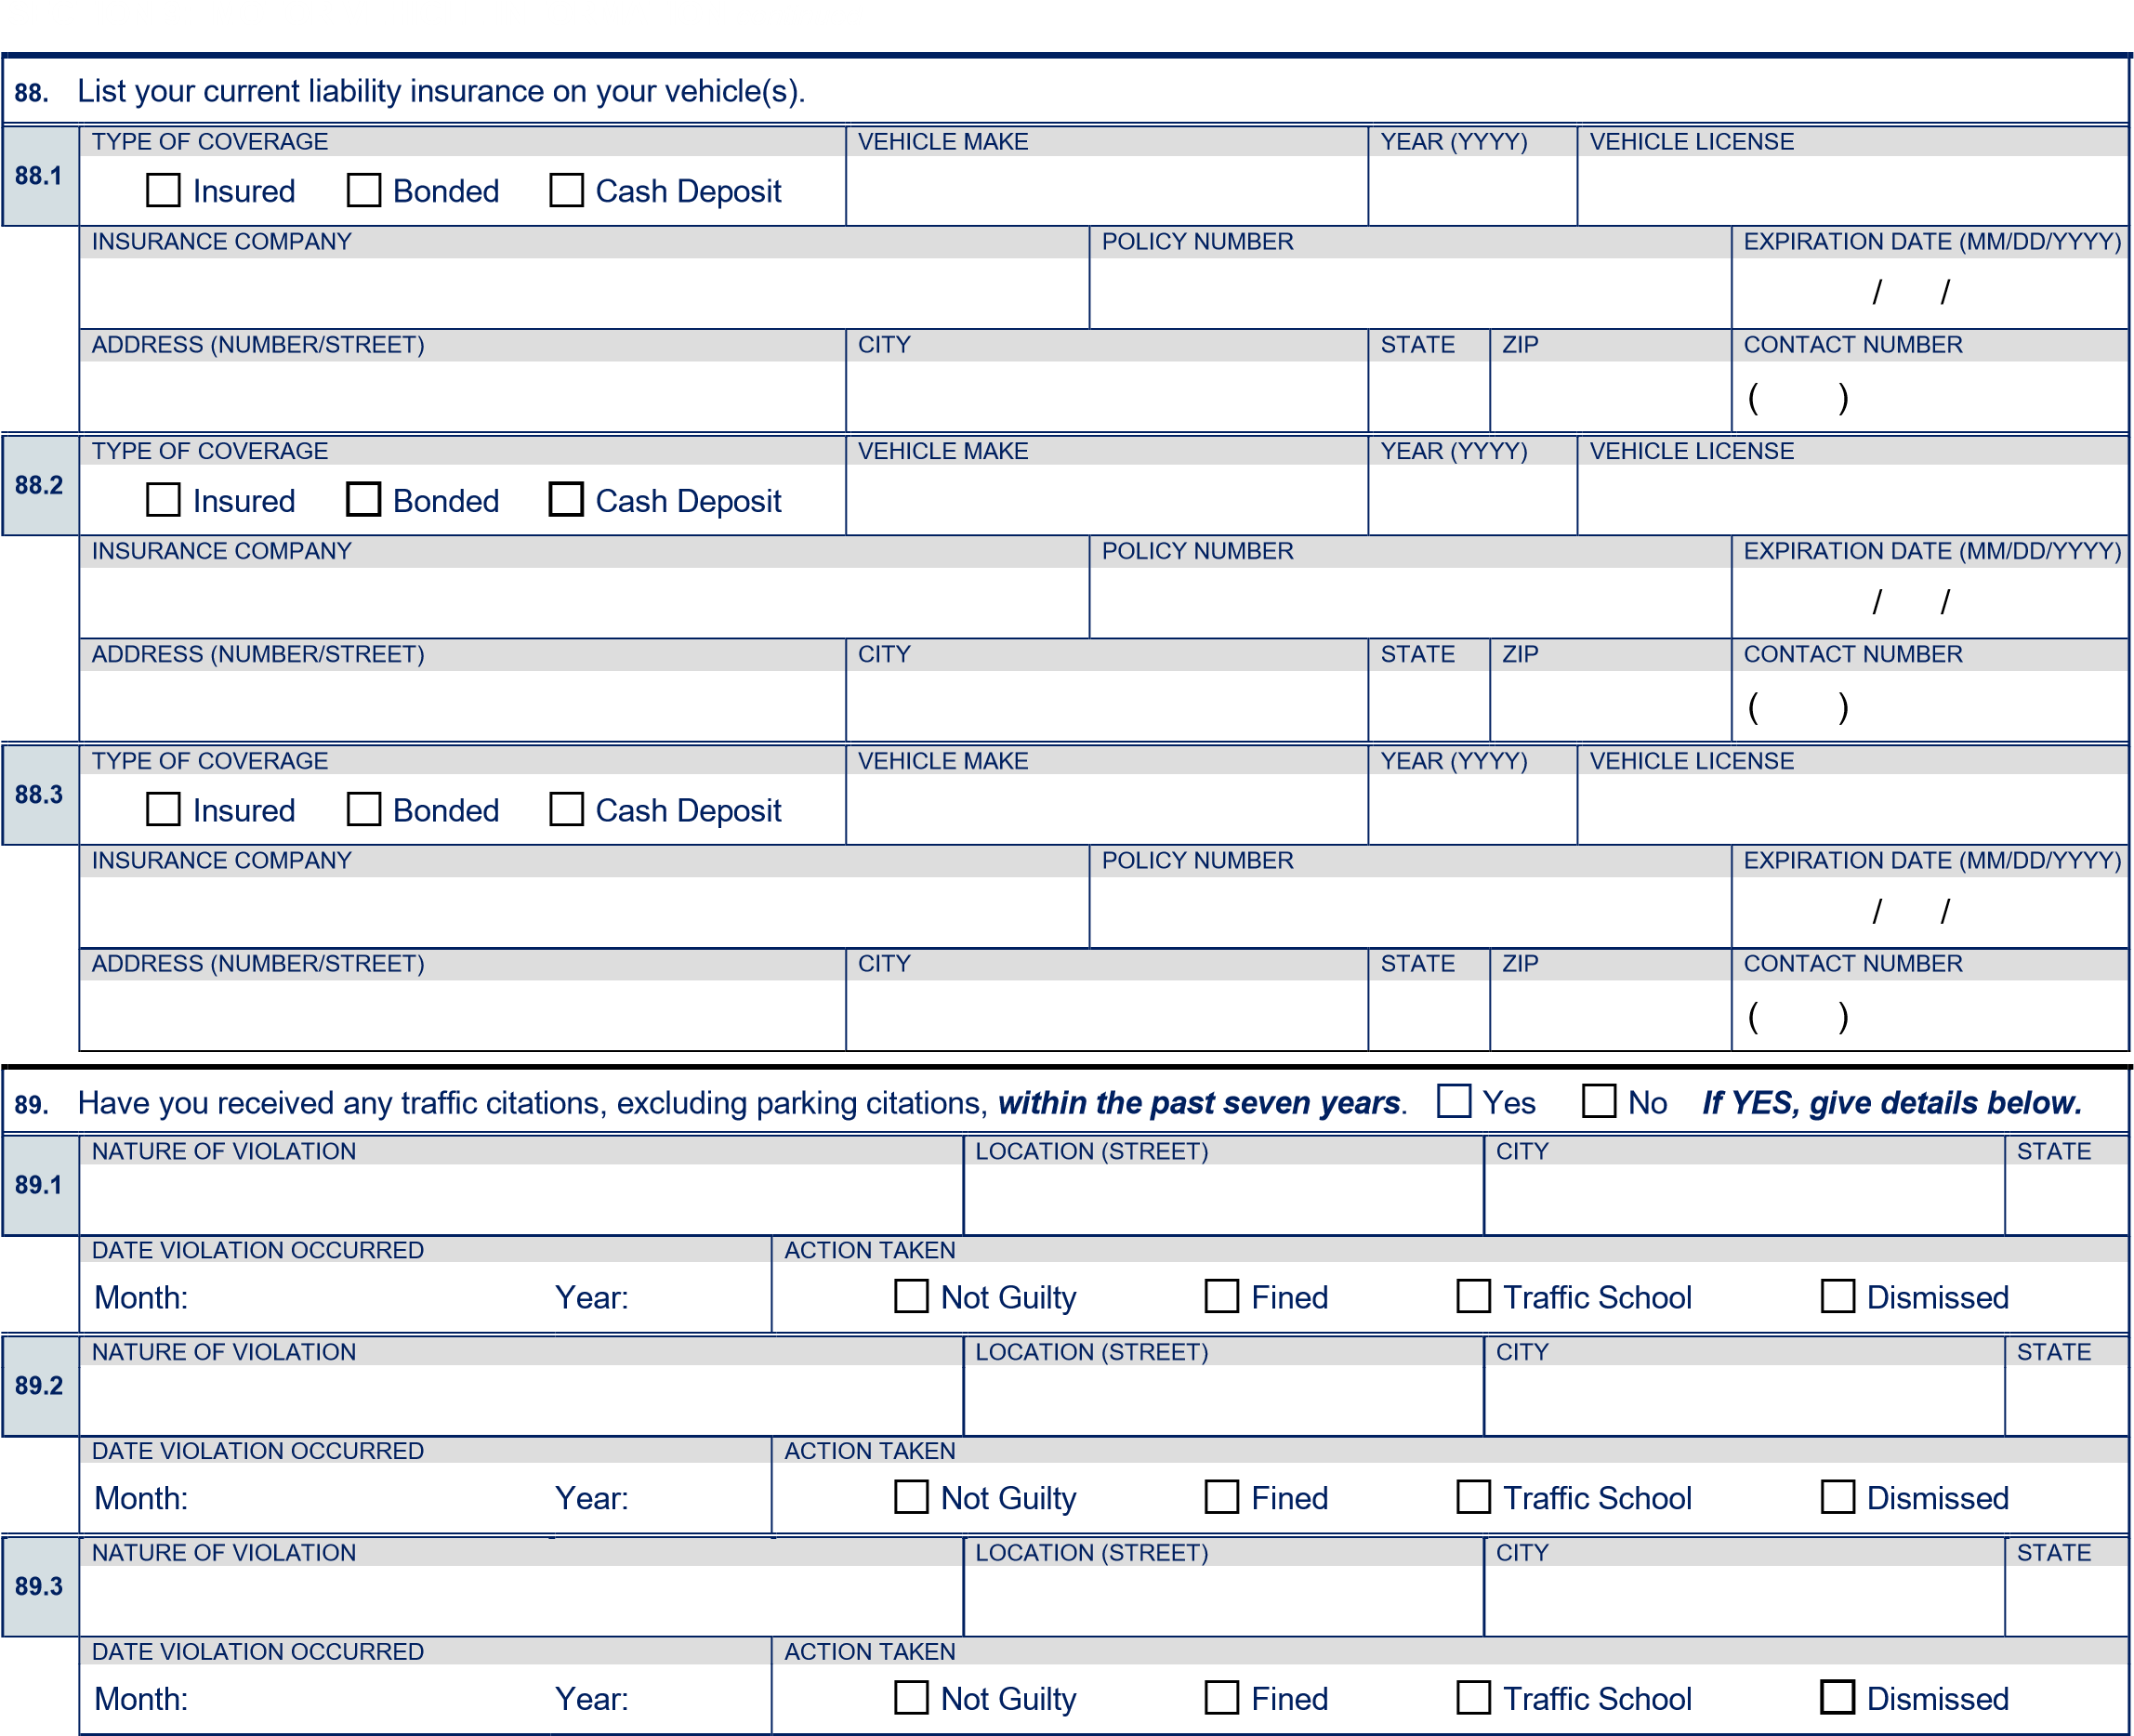 88. List your current liability insurance on your vehicle(s).
88.1 TYPE OF COVERAGE VEHICLE MAKE YEAR (YYYY) VEHICLE LICENSE
Insured Bonded Cash Deposit
INSURANCE COMPANY POLICY NUMBER EXPIRATION DATE (MM/DD/YYYY)
/ /
ADDRESS (NUMBER/STREET) CITY STATE ZIP CONTACT NUMBER
( )
88.2 TYPE OF COVERAGE VEHICLE MAKE YEAR (YYYY) VEHICLE LICENSE
Insured Bonded Cash Deposit
INSURANCE COMPANY POLICY NUMBER EXPIRATION DATE (MM/DD/YYYY)
/ /
ADDRESS (NUMBER/STREET) CITY STATE ZIP CONTACT NUMBER
( )
88.3 TYPE OF COVERAGE VEHICLE MAKE YEAR (YYYY) VEHICLE LICENSE
Insured Bonded Cash Deposit
INSURANCE COMPANY POLICY NUMBER EXPIRATION DATE (MM/DD/YYYY)
/ /
ADDRESS (NUMBER/STREET) CITY STATE ZIP CONTACT NUMBER
( )
89. Have you received any traffic citations, excluding parking citations, within the past seven years. Yes No If YES, give details below.
89.1 NATURE OF VIOLATION LOCATION (STREET) CITY STATE
DATE VIOLATION OCCURRED ACTION TAKEN
Month: Year: Not Guilty Fined Traffic School Dismissed
89.2 NATURE OF VIOLATION LOCATION (STREET) CITY STATE
DATE VIOLATION OCCURRED ACTION TAKEN
Month: Year: Not Guilty Fined Traffic School Dismissed
89.3 NATURE OF VIOLATION LOCATION (STREET) CITY STATE
DATE VIOLATION OCCURRED ACTION TAKEN
Month: Year: Not Guilty Fined Traffic School Dismissed